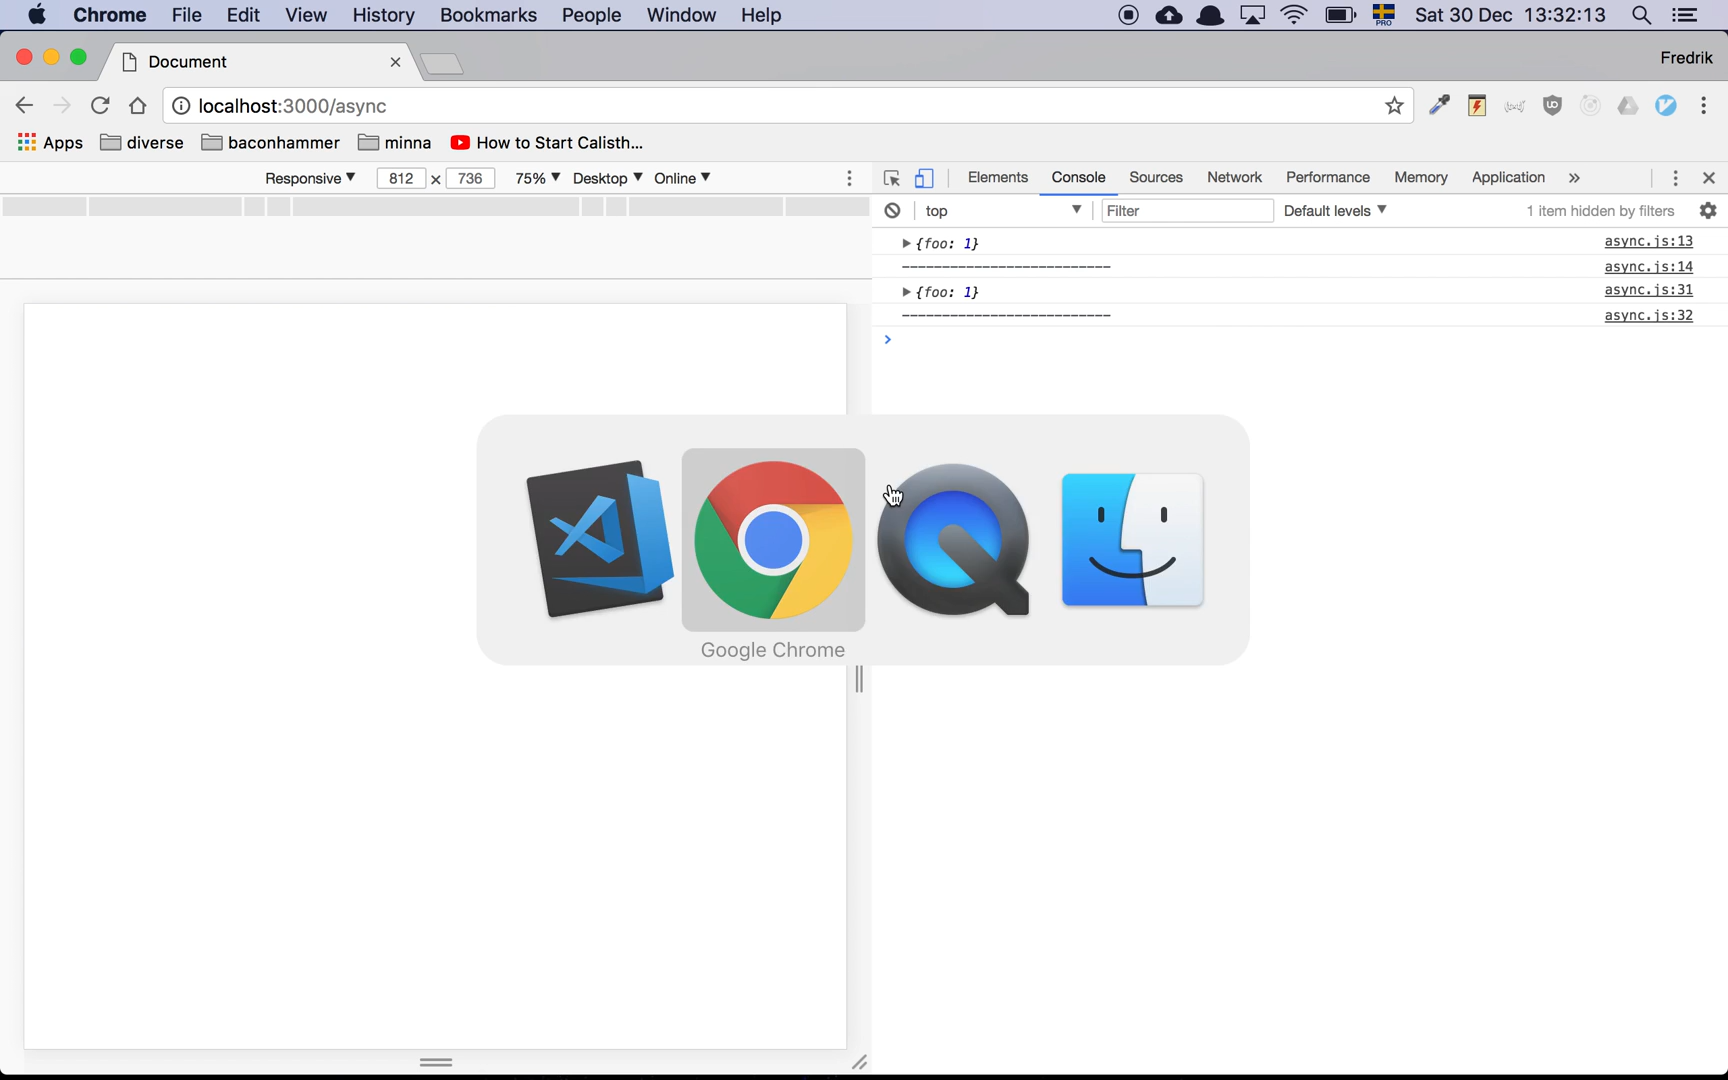 Chrome File Edit View History Bookmarks People Window Help PRO Sat 30 Dec 13:32:13
Document Fredrik
localhost:3000/async
Apps diverse baconhammer minna How to Start Calisth...
Responsive 812 x 736 75% Desktop Online Elements Console Sources Network Performance Memory Application »
top Filter Default levels 1 item hidden by filters
{foo: 1} async.js:13
-------------------------- async.js:14
{foo: 1} async.js:31
-------------------------- async.js:32
Google Chrome